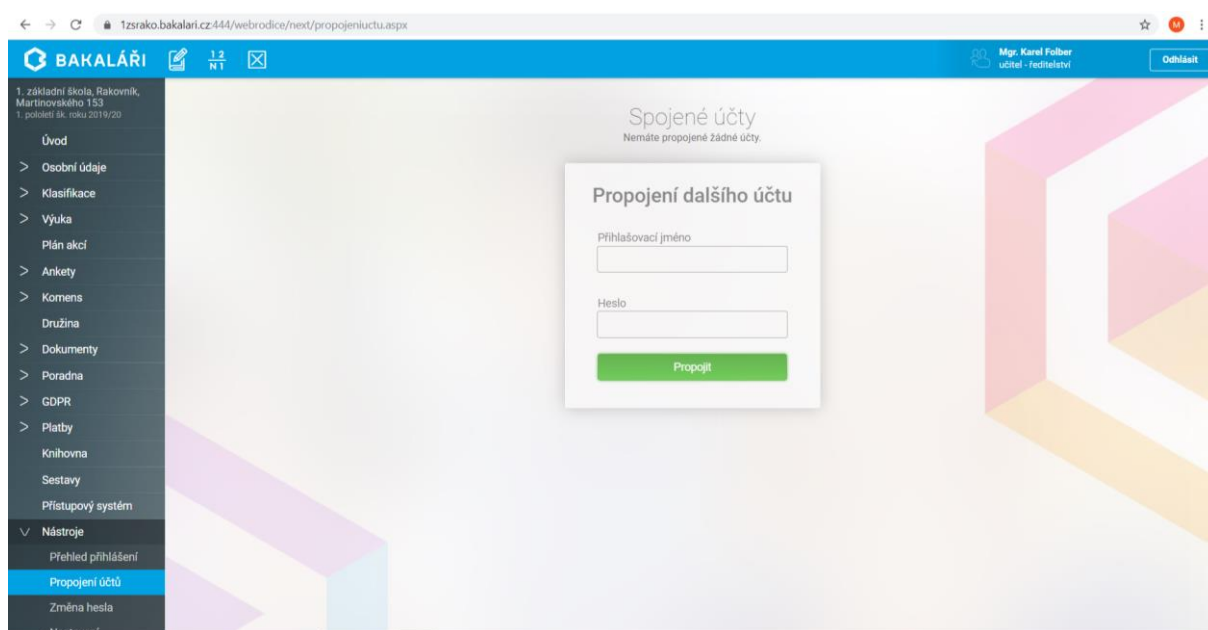 1zsrako.bakalari.cz:444/webrodice/next/propojeniuctu.aspx
M
BAKALÁŘI
12
NT
Mgr. Karel Folber
učitel - ředitelství
Odhlásit
1. základní škola, Rakovník,
Martinovského 153
1. pololetí šk. roku 2019/20
Úvod
> Osobní údaje
> Klasifikace
> Výuka
Plán akcí
> Ankety
> Komens
Družina
> Dokumenty
> Poradna
> GDPR
> Platby
Knihovna
Sestavy
Přístupový systém
Nástroje
Přehled přihlášení
Propojení účtů
Změna hesla
Spojené účty
Nemáte propojené žádné účty.
Propojení dalšího účtu
Přihlašovací jméno
Heslo
Propojit